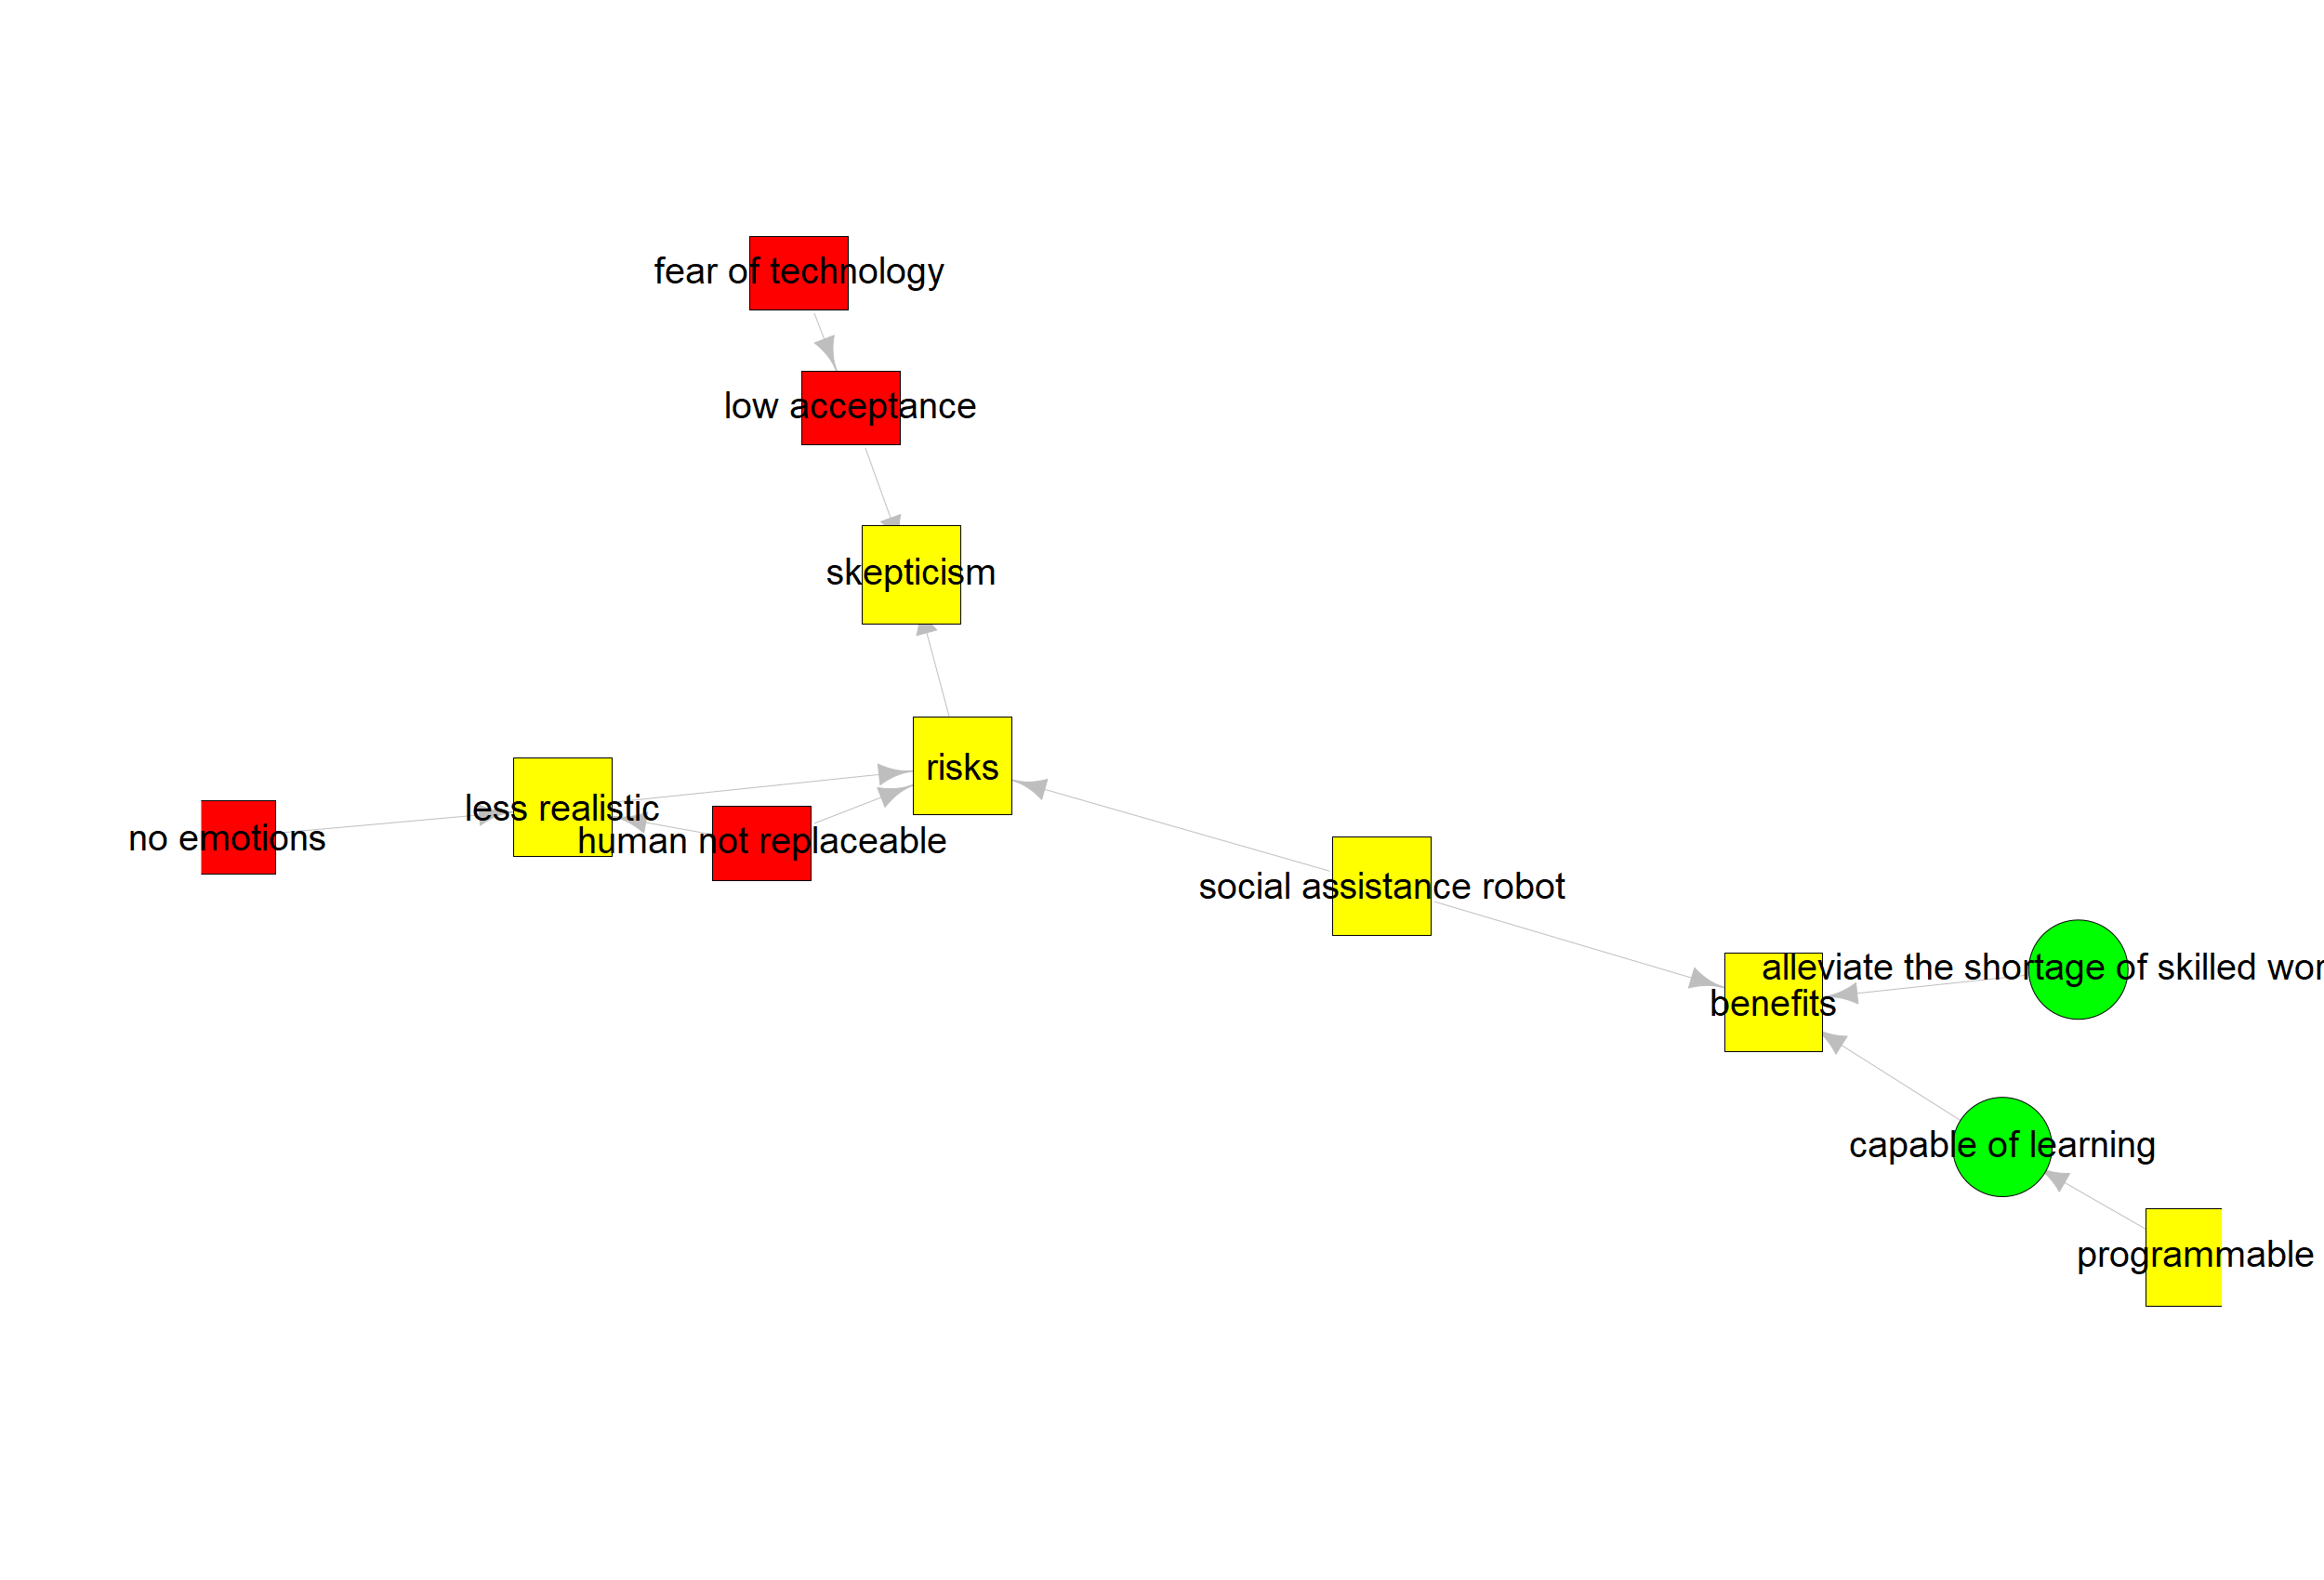 fear of technology
low acceptance
skepticism
risks
less realistic
no emotions
human not replaceable
social assistance robot
alleviate the shortage of skilled wor
benefits
capable of learning
programmable